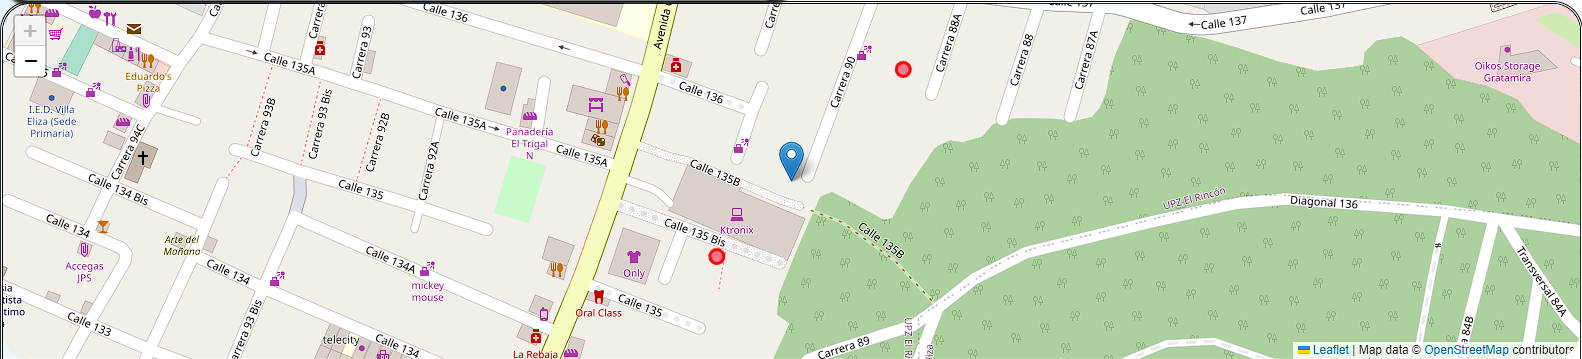 Calle 136
Avenida
Calle 137
Calle 137
Calle 137
Carrera 88A
Carrera 88
Carrera 87A
Carrera 90
Carrera 93
Oikos Storage
Gratamira
+
−
Eduardo's
Pizza
Calle 135A
I.E.D. Villa
Eliza (Sede
Primaria)
Carrera 94C
Carrera 93B
Carrera 93 Bis
Carrera 92B
Carrera 92A
Calle 135A
Panadería
El Trigal
N
Calle 135A
Calle 136
Calle 135B
Calle 134 Bis
Calle 135
Calle 134
Arte del
Mañana
Accegas
JPS
Calle 134
Calle 134A
mickey
mouse
Calle 135 Bis
Ktronix
Only
Calle 135B
UPZ El Rincón
Diagonal 136
Transversal 84A
Calle 135
Oral Class
Calle 133
telecity
Calle 134
La Rebaja
Carrera 89
84B
Leaflet | Map data © OpenStreetMap contributors